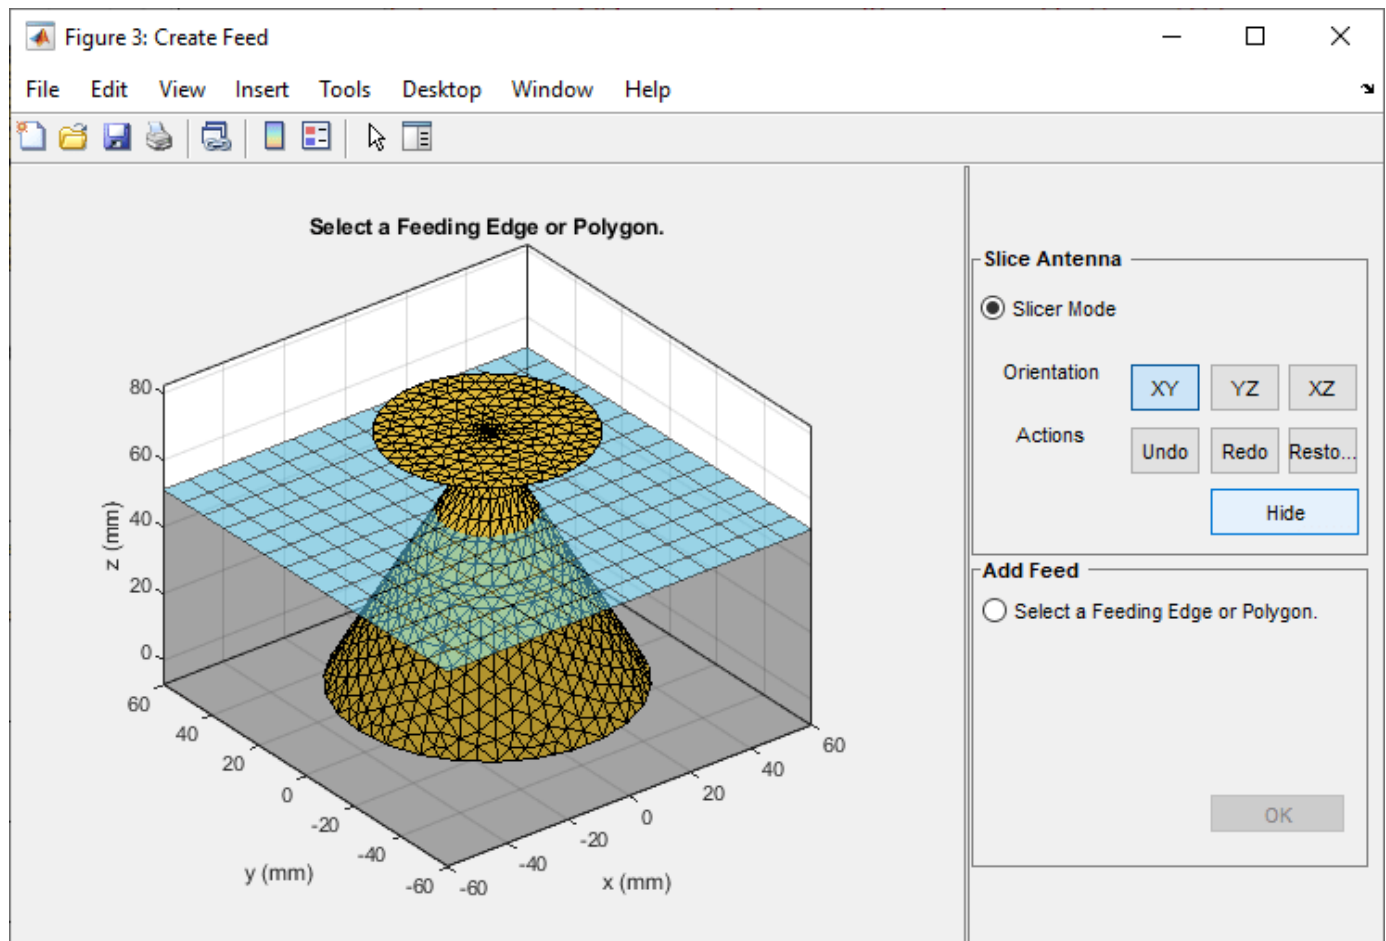 Figure 3: Create Feed
File Edit View Insert Tools Desktop Window Help
Select a Feeding Edge or Polygon.
80
60
40
20
0
z (mm)
60
40
20
0
-20
-40
-60
y (mm)
-60
-40
-20
0
20
40
60
x (mm)
Slice Antenna
Slicer Mode
Orientation XY YZ XZ
Actions Undo Redo Resto...
Hide
Add Feed
Select a Feeding Edge or Polygon.
OK